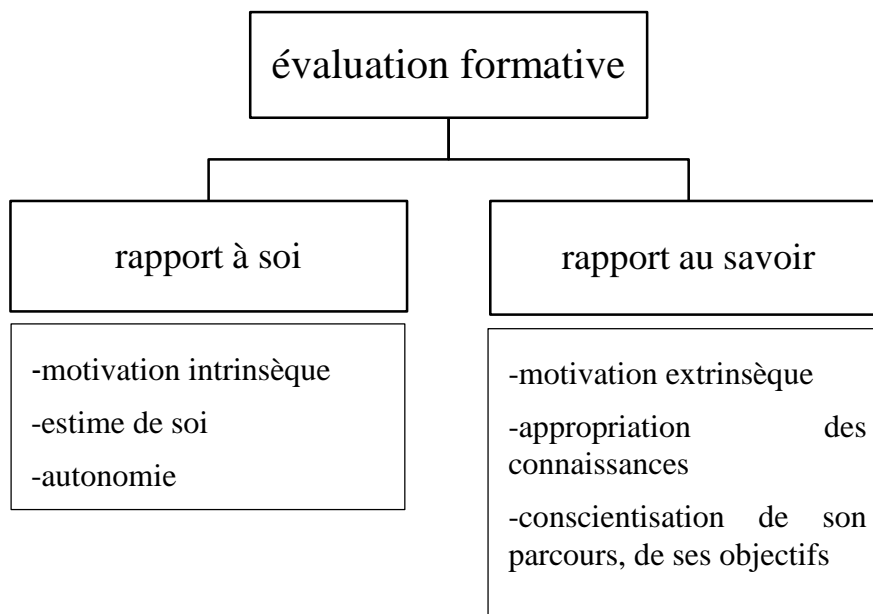 évaluation formative
rapport à soi
rapport au savoir
-motivation intrinsèque
-estime de soi
-autonomie
-motivation extrinsèque
-appropriation des
connaissances
-conscientisation de son
parcours, de ses objectifs